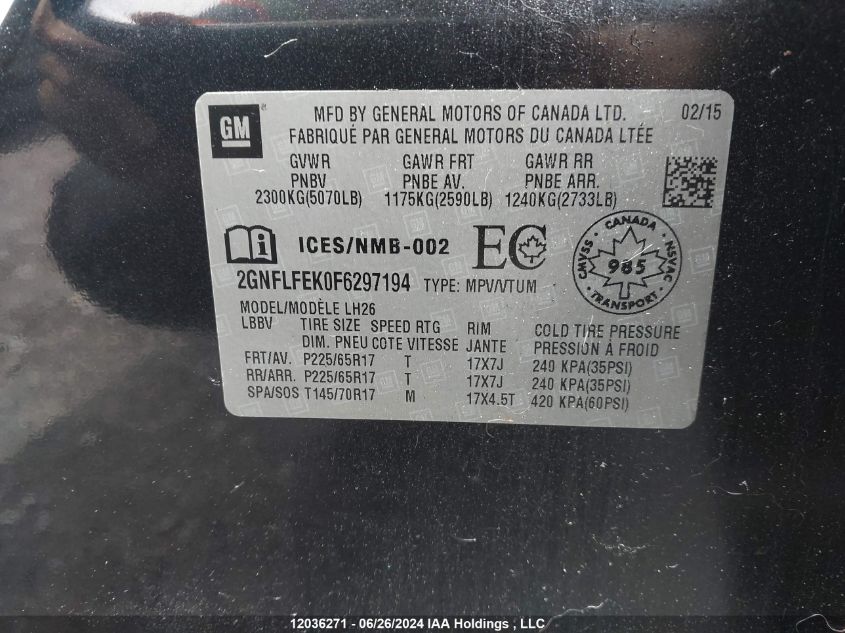 GM
MFD BY GENERAL MOTORS OF CANADA LTD. 02/15
FABRIQUÉ PAR GENERAL MOTORS DU CANADA LTÉE
GVWR GAWR FRT GAWR RR
PNBV PNBE AV. PNBE ARR.
2300KG(5070LB) 1175KG(2590LB) 1240KG(2733LB)
i ICES/NMB-002 EC
CANADA
CMVSS 985 NSVAC
TRANSPORT
2GNFLFEK0F6297194 TYPE: MPV/VTUM
MODEL/MODÈLE LH26
LBBV TIRE SIZE SPEED RTG RIM COLD TIRE PRESSURE
DIM. PNEU COTE VITESSE JANTE PRESSION À FROID
FRT/AV. P225/65R17 T 17X7J 240 KPA(35PSI)
RR/ARR. P225/65R17 T 17X7J 240 KPA(35PSI)
SPA/SOS T145/70R17 M 17X4.5T 420 KPA(60PSI)
12036271 - 06/26/2024 IAA Holdings , LLC